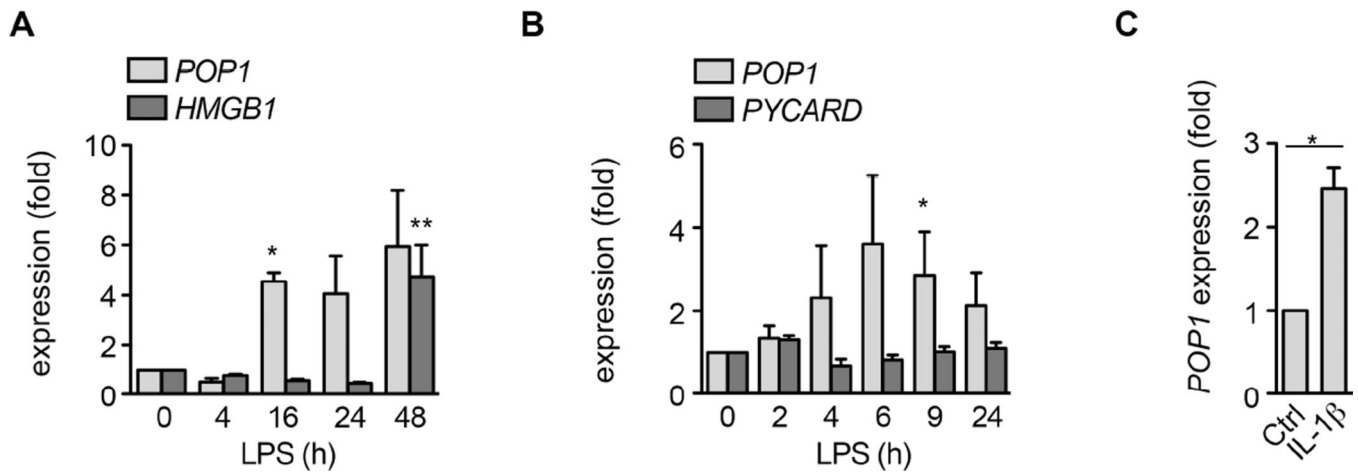 A
POP1
HMGB1
expression (fold)
10
8
6
4
2
0
*
**
0 4 16 24 48
LPS (h)
B
POP1
PYCARD
expression (fold)
6
4
2
0
*
0 2 4 6 9 24
LPS (h)
C
POP1 expression (fold)
3
2
1
0
*
Ctrl
IL-1β